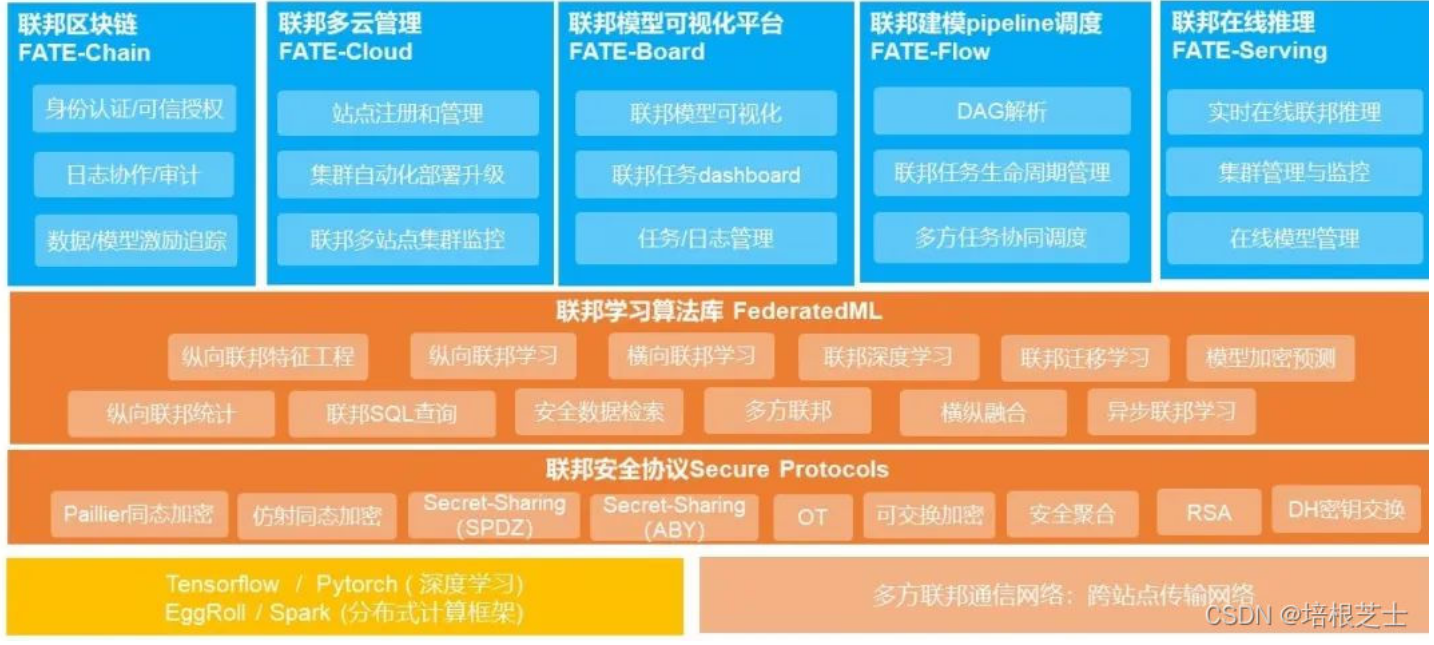 联邦区块链
FATE-Chain
身份认证/可信授权
日志协作/审计
数据/模型激励追踪
联邦多云管理
FATE-Cloud
站点注册和管理
集群自动化部署升级
联邦多站点集群监控
联邦模型可视化平台
FATE-Board
联邦模型可视化
联邦任务dashboard
任务/日志管理
联邦建模pipeline调度
FATE-Flow
DAG解析
联邦任务生命周期管理
多方任务协同调度
联邦在线推理
FATE-Serving
实时在线联邦推理
集群管理与监控
在线模型管理
联邦学习算法库 FederatedML
纵向联邦特征工程
纵向联邦学习
横向联邦学习
联邦深度学习
联邦迁移学习
模型加密预测
纵向联邦统计
联邦SQL查询
安全数据检索
多方联邦
横纵融合
异步联邦学习
联邦安全协议Secure Protocols
Paillier同态加密
仿射同态加密
Secret-Sharing
(SPDZ)
Secret-Sharing
(ABY)
OT
可交换加密
安全聚合
RSA
DH密钥交换
Tensorflow / Pytorch ( 深度学习)
EggRoll / Spark (分布式计算框架)
多方联邦通信网络：跨站点传输网络
CSDN @培根芝士